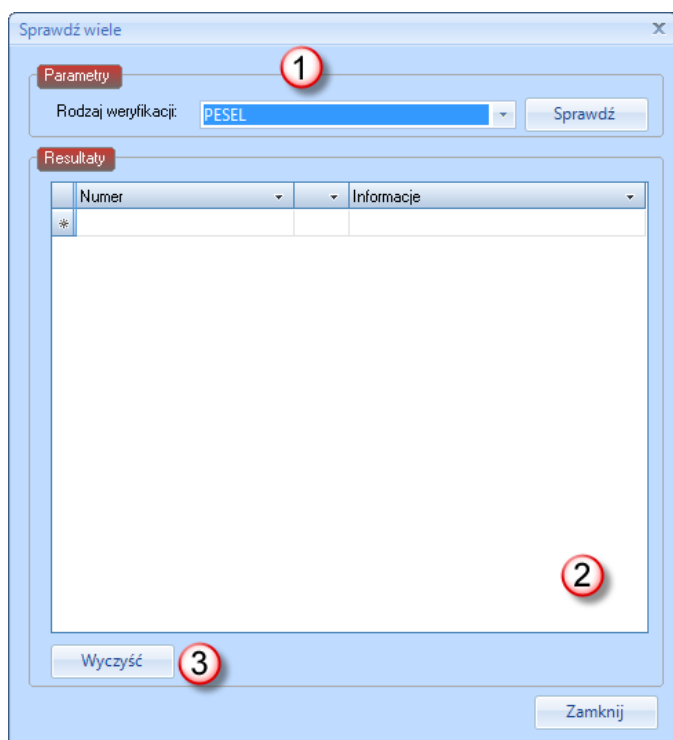 Sprawdź wiele
1
Parametry
Rodzaj weryfikacji: PESEL Sprawdź
Resultaty
Numer Informacje
2
Wyczyść 3
Zamknij